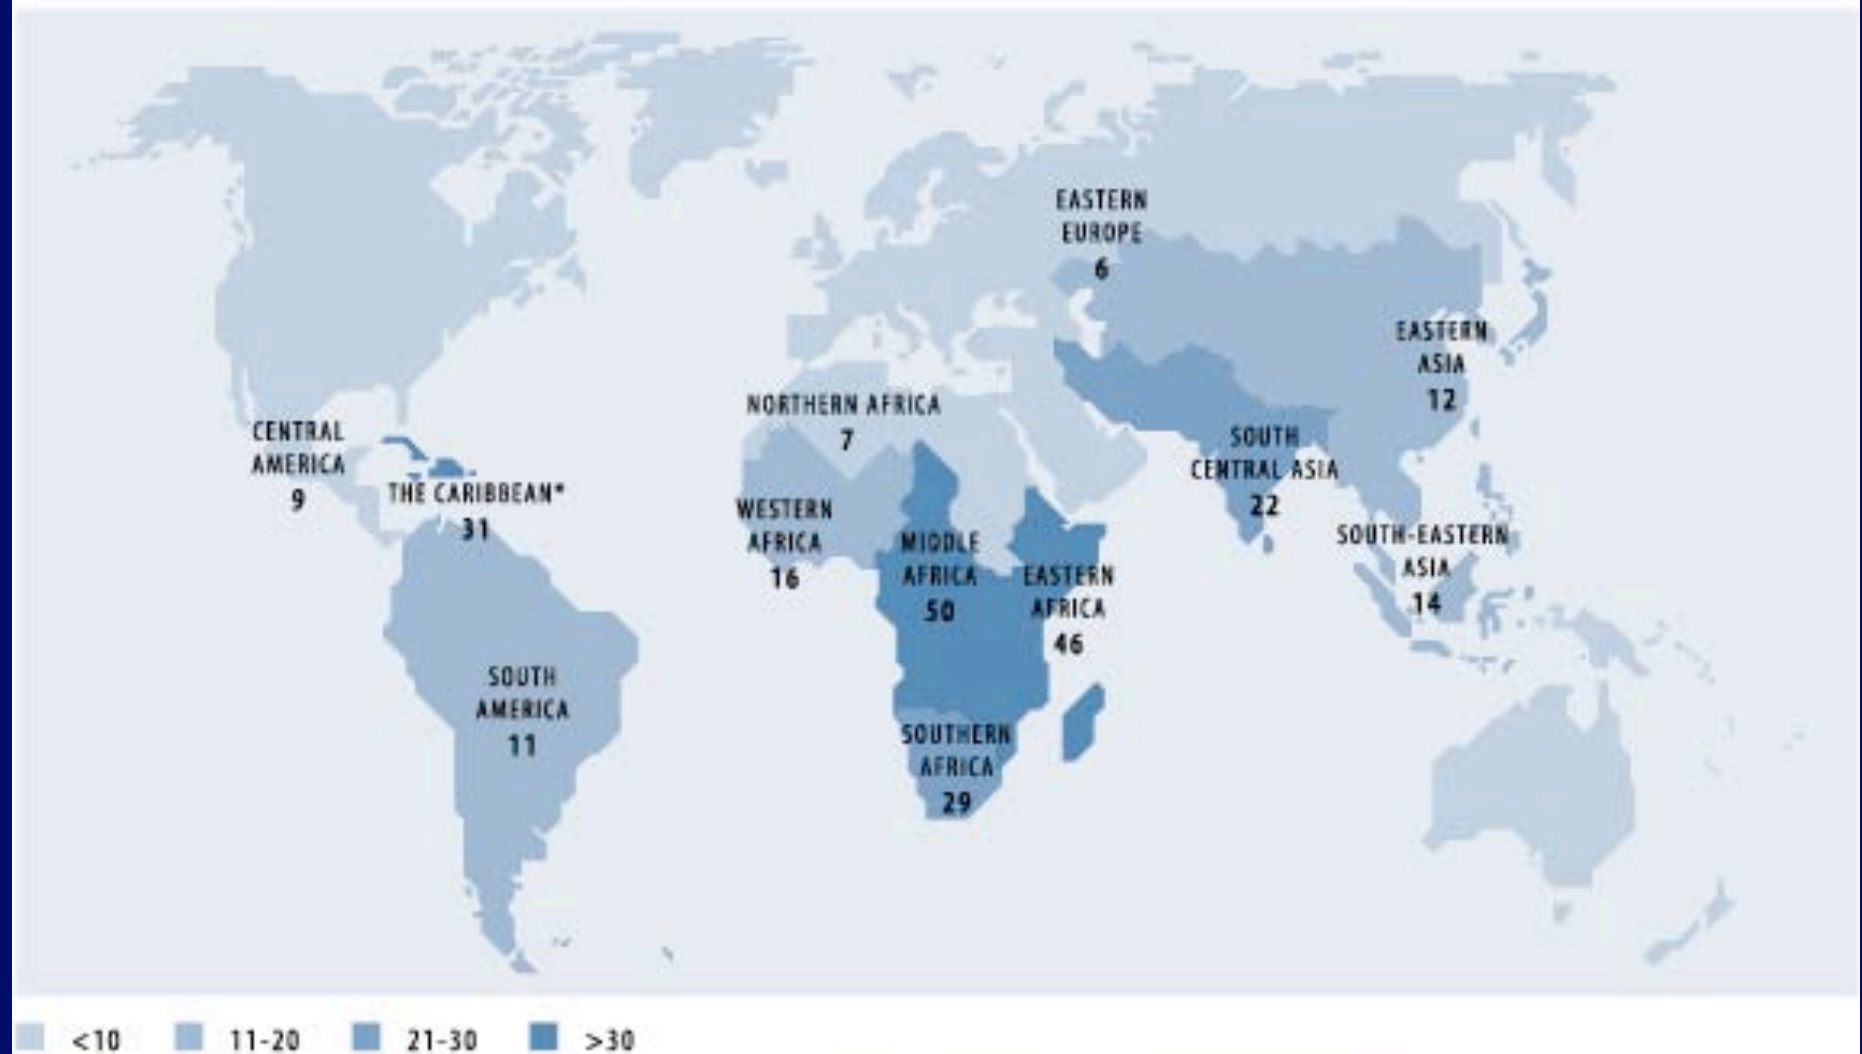 EASTERN
EUROPE
6
EASTERN
ASIA
12
NORTHERN AFRICA
7
CENTRAL
AMERICA
9
THE CARIBBEAN*
31
SOUTH
CENTRAL ASIA
22
WESTERN
AFRICA
16
MIDDLE
AFRICA
50
EASTERN
AFRICA
46
SOUTH-EASTERN
ASIA
14
SOUTH
AMERICA
11
SOUTHERN
AFRICA
29
<10
11-20
21-30
>30